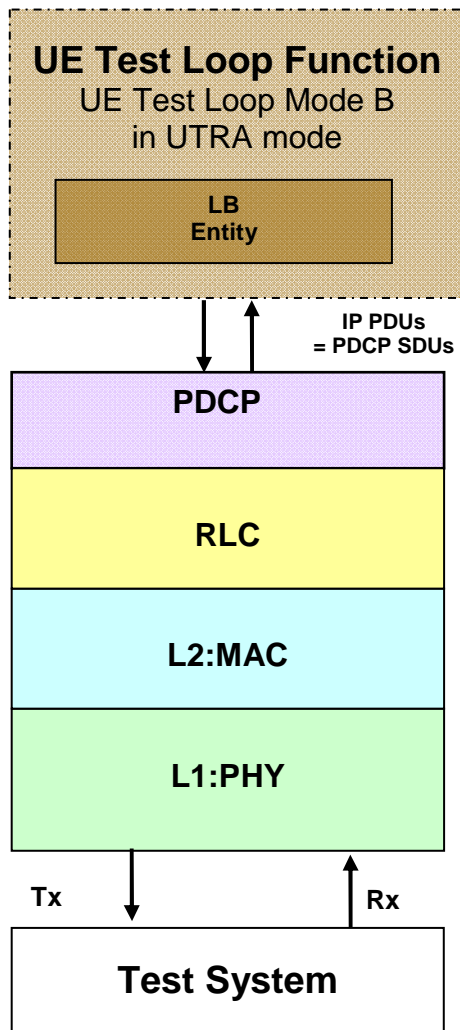 UE Test Loop Function
UE Test Loop Mode B
in UTRA mode
LB
Entity
IP PDUs
= PDCP SDUs
PDCP
RLC
L2:MAC
L1:PHY
Tx
Rx
Test System